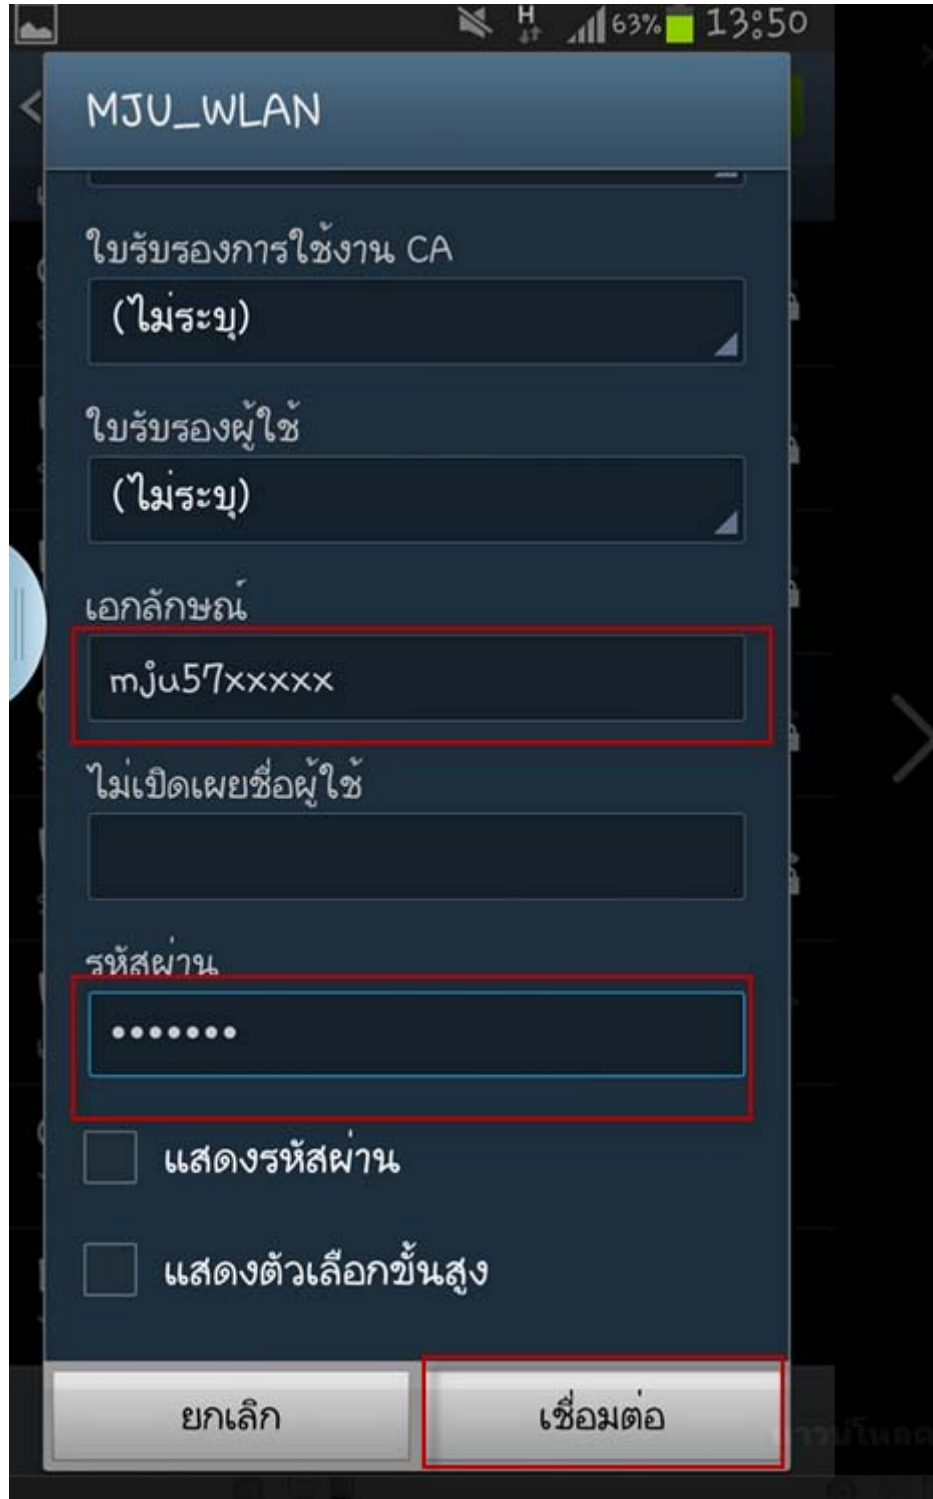 H 63% 13:50
MJU_WLAN
ใบรับรองการใช้งาน CA
(ไม่ระบุ)
ใบรับรองผู้ใช้
(ไม่ระบุ)
เอกลักษณ์
mju57xxxxx
ไม่เปิดเผยชื่อผู้ใช้
รหัสผ่าน
•••••••
แสดงรหัสผ่าน
แสดงตัวเลือกขั้นสูง
ยกเลิก เชื่อมต่อ